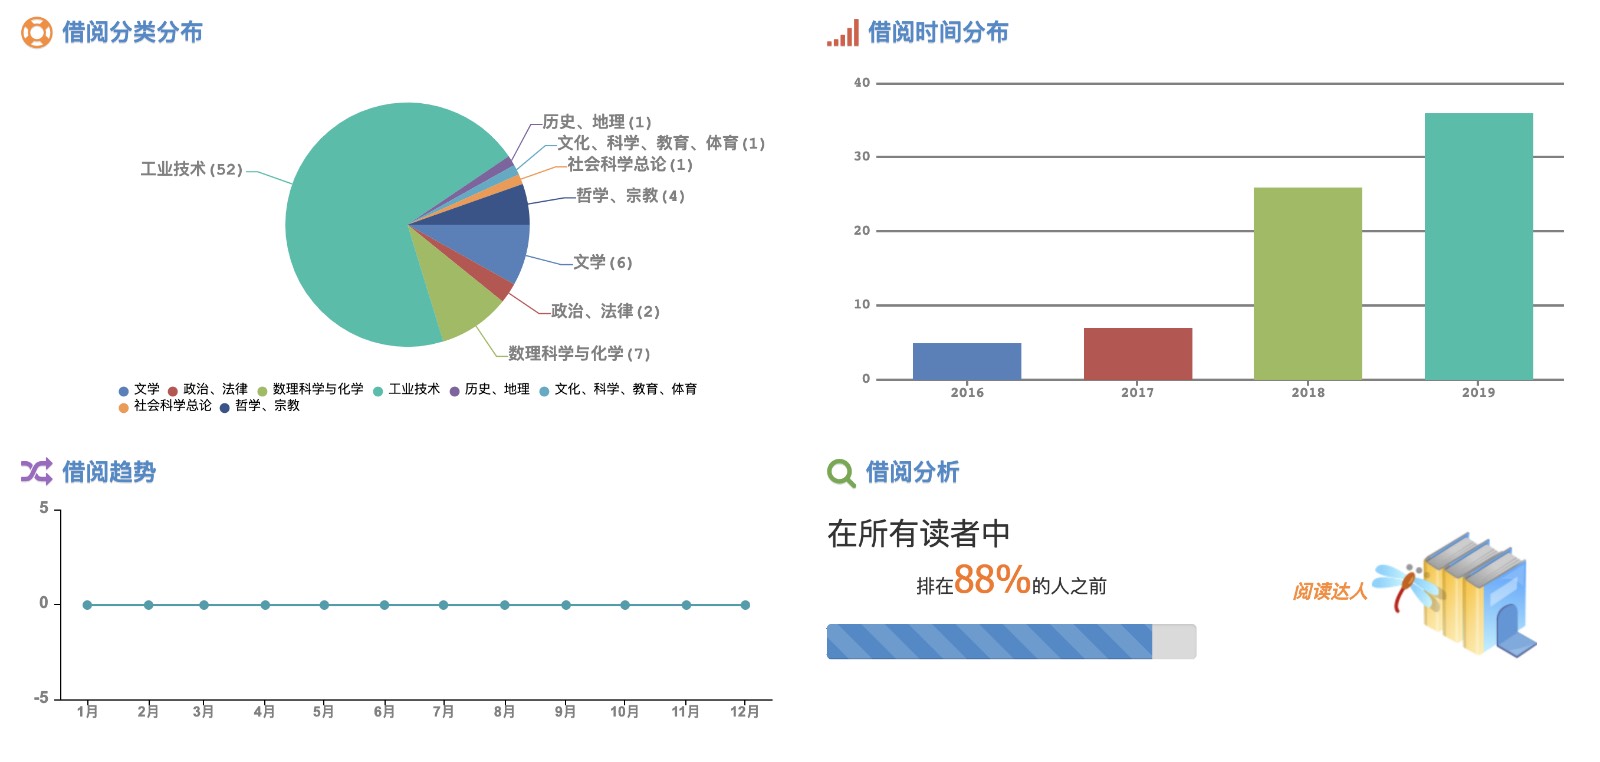 借阅分类分布
历史、地理(1)
文化、科学、教育、体育(1)
社会科学总论(1)
工业技术(52)
哲学、宗教(4)
文学(6)
政治、法律(2)
数理科学与化学(7)
文学 政治、法律 数理科学与化学 工业技术 历史、地理 文化、科学、教育、体育
社会科学总论 哲学、宗教
借阅时间分布
40
30
20
10
0
2016 2017 2018 2019
借阅趋势
5
0
-5
1月 2月 3月 4月 5月 6月 7月 8月 9月 10月 11月 12月
借阅分析
在所有读者中
排在88%的人之前
阅读达人